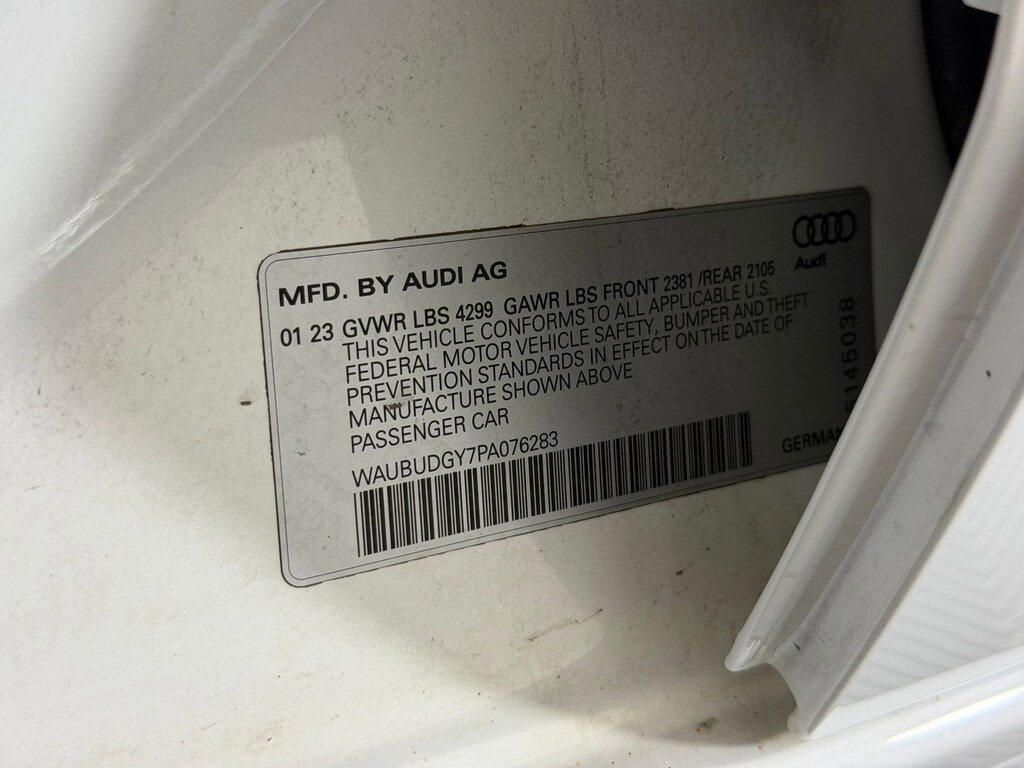 Audi
MFD. BY AUDI AG
01 23 GVWR LBS 4299 GAWR LBS FRONT 2381 /REAR 2105
THIS VEHICLE CONFORMS TO ALL APPLICABLE U.S.
FEDERAL MOTOR VEHICLE SAFETY, BUMPER AND THEFT
PREVENTION STANDARDS IN EFFECT ON THE DATE OF
MANUFACTURE SHOWN ABOVE
PASSENGER CAR
WAUBUDGY7PA076283
GERMAN
5145038